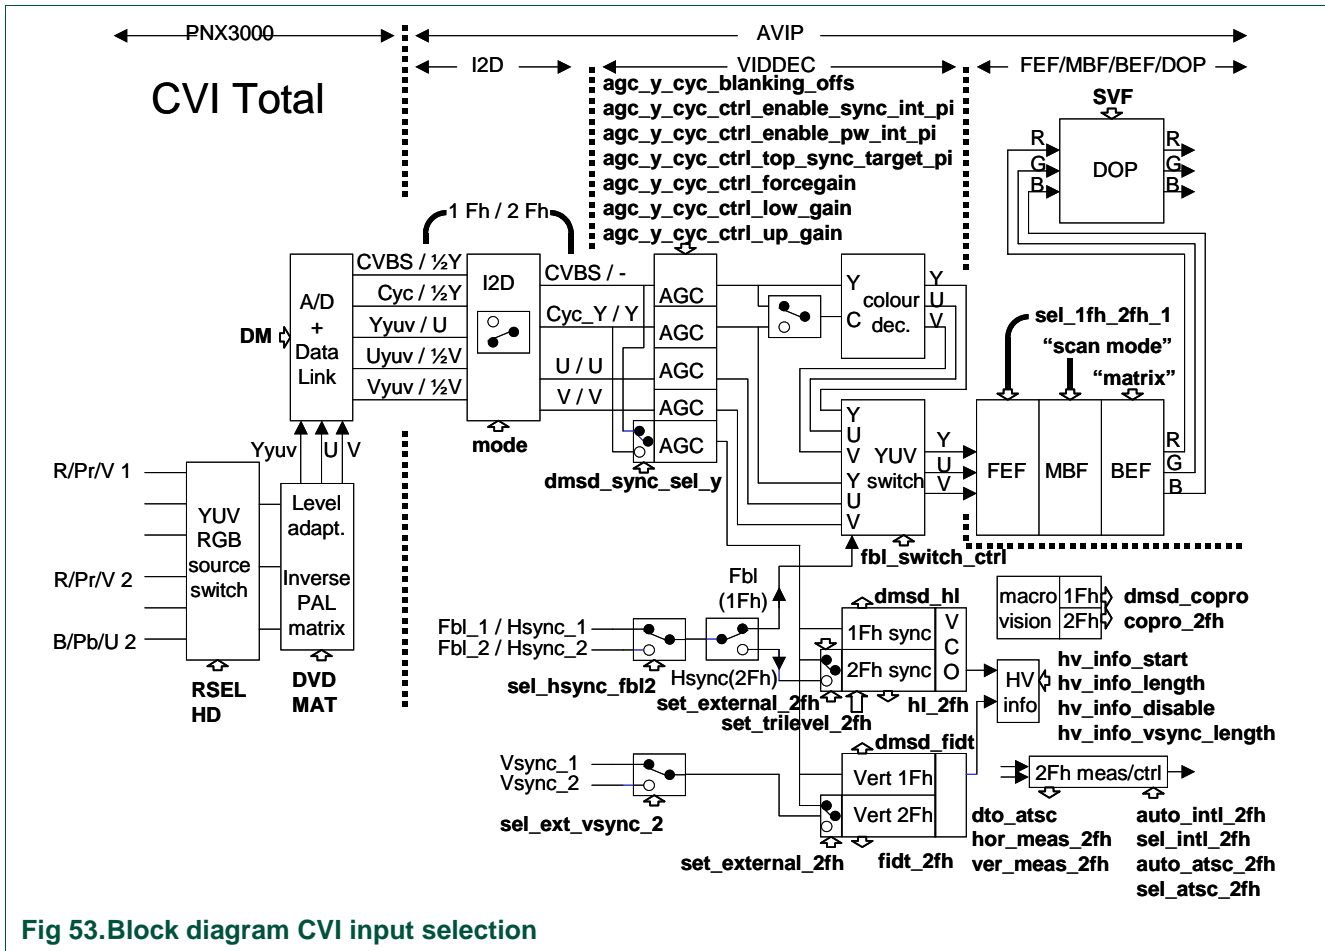 PNX3000
AVIP
I2D
VIDDEC
FEF/MBF/BEF/DOP
CVI Total
agc_y_cyc_blanking_offs
agc_y_cyc_ctrl_enable_sync_int_pi
agc_y_cyc_ctrl_enable_pw_int_pi
agc_y_cyc_ctrl_top_sync_target_pi
agc_y_cyc_ctrl_forcegain
agc_y_cyc_ctrl_low_gain
agc_y_cyc_ctrl_up_gain
SVF
R
G
B
DOP
R
G
B
1 Fh / 2 Fh
CVBS / ½Y
Cyc / ½Y
Yyuv / U
Uyuv / ½V
Vyuv / ½V
A/D
+
Data
Link
DM
I2D
mode
CVBS / -
Cyc_Y / Y
U / U
V / V
AGC
AGC
AGC
AGC
AGC
dmsd_sync_sel_y
Y
C
colour
dec.
Y
U
V
sel_1fh_2fh_1
“scan mode”
“matrix”
Y
U
V
Y
U
V
YUV
switch
Y
U
V
fbl_switch_ctrl
FEF
MBF
BEF
R
G
B
Yyuv
U
V
R/Pr/V 1
R/Pr/V 2
B/Pb/U 2
YUV
RGB
source
switch
RSEL
HD
Level
adapt.
Inverse
PAL
matrix
DVD
MAT
Fbl
(1Fh)
Fbl_1 / Hsync_1
Fbl_2 / Hsync_2
sel_hsync_fbl2
Hsync(2Fh)
set_external_2fh
set_trilevel_2fh
dmsd_hl
1Fh sync
2Fh sync
V
C
O
hl_2fh
macro
vision
1Fh
2Fh
dmsd_copro
copro_2fh
HV
info
hv_info_start
hv_info_length
hv_info_disable
hv_info_vsync_length
Vsync_1
Vsync_2
sel_ext_vsync_2
dmsd_fidt
Vert 1Fh
Vert 2Fh
set_external_2fh
fidt_2fh
2Fh meas/ctrl
dto_atsc
hor_meas_2fh
ver_meas_2fh
auto_intl_2fh
sel_intl_2fh
auto_atsc_2fh
sel_atsc_2fh
Fig 53.Block diagram CVI input selection